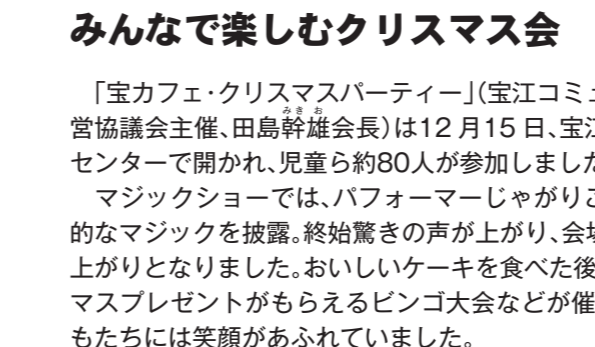 みんなで楽しむクリスマス会
「宝カフェ・クリスマスパーティー」(宝江コミュ
営協議会主催、田島幹雄会長)は12月15日、宝江
センターで開かれ、児童ら約80人が参加しました
マジックショーでは、パフォーマーじゃがりこ
的なマジックを披露。終始驚きの声が上がり、会場
上がりとなりました。おいしいケーキを食べた後
マスプレゼントがもらえるビンゴ大会などが催
もたちには笑顔があふれていました。